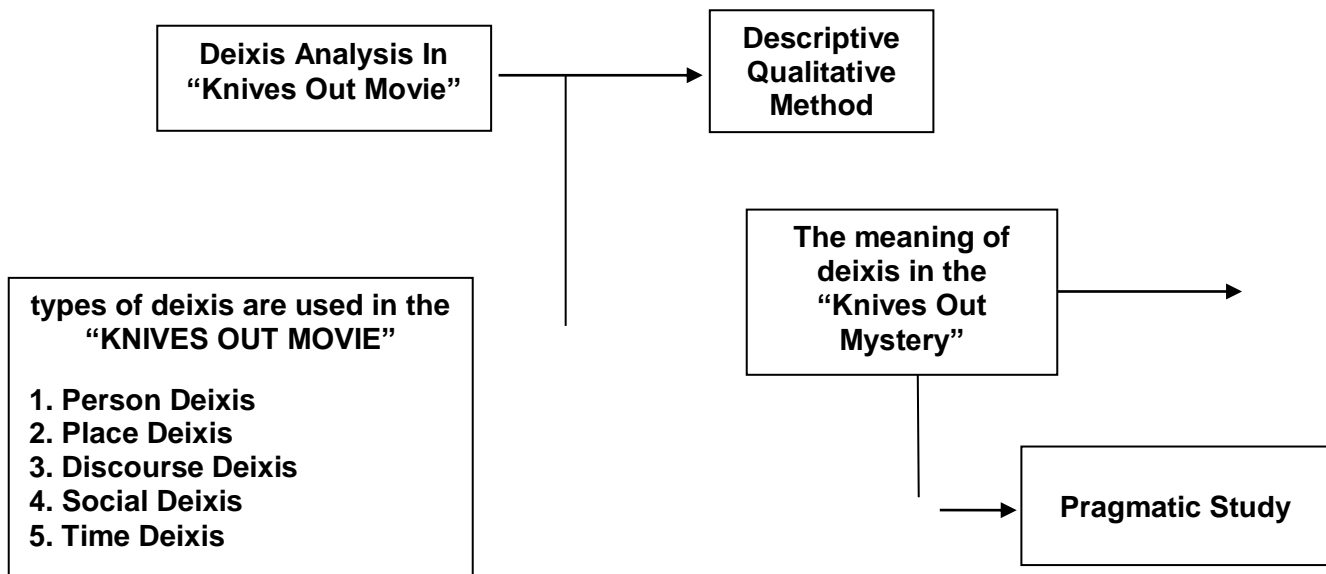 Deixis Analysis In
“Knives Out Movie”
Descriptive
Qualitative
Method
The meaning of
deixis in the
“Knives Out
Mystery”
types of deixis are used in the
“KNIVES OUT MOVIE”
1. Person Deixis
2. Place Deixis
3. Discourse Deixis
4. Social Deixis
5. Time Deixis
Pragmatic Study